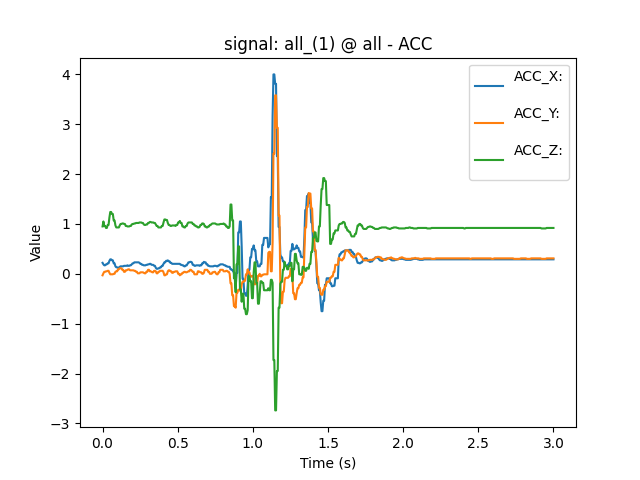 signal: all_(1) @ all - ACC
ACC_X:
ACC_Y:
ACC_Z:
Value
4
3
2
1
0
−1
−2
−3
0.0 0.5 1.0 1.5 2.0 2.5 3.0
Time (s)